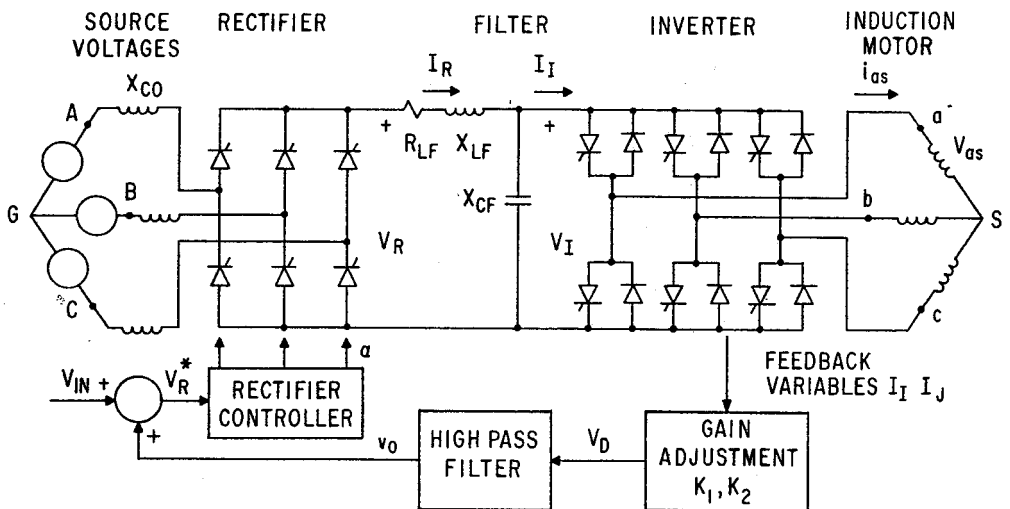 SOURCE VOLTAGES
RECTIFIER
FILTER
INVERTER
INDUCTION MOTOR
X_CO
I_R
I_I
i_as
A
+
R_LF
X_LF
+
a
V_as
B
G
X_CF
b
S
V_R
V_I
C
c
α
V_IN +
V_R*
RECTIFIER CONTROLLER
FEEDBACK VARIABLES I_I I_J
+
v_O
HIGH PASS FILTER
V_D
GAIN ADJUSTMENT K_1, K_2